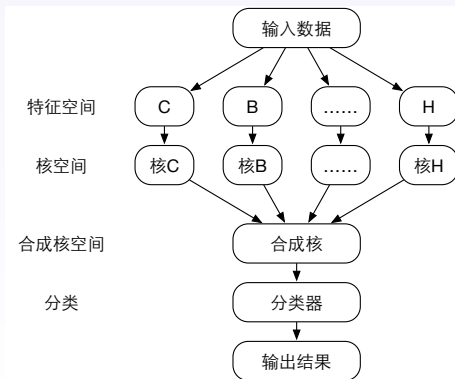 输入数据
特征空间 C B …… H
核空间 核C 核B …… 核H
合成核空间 合成核
分类 分类器
输出结果